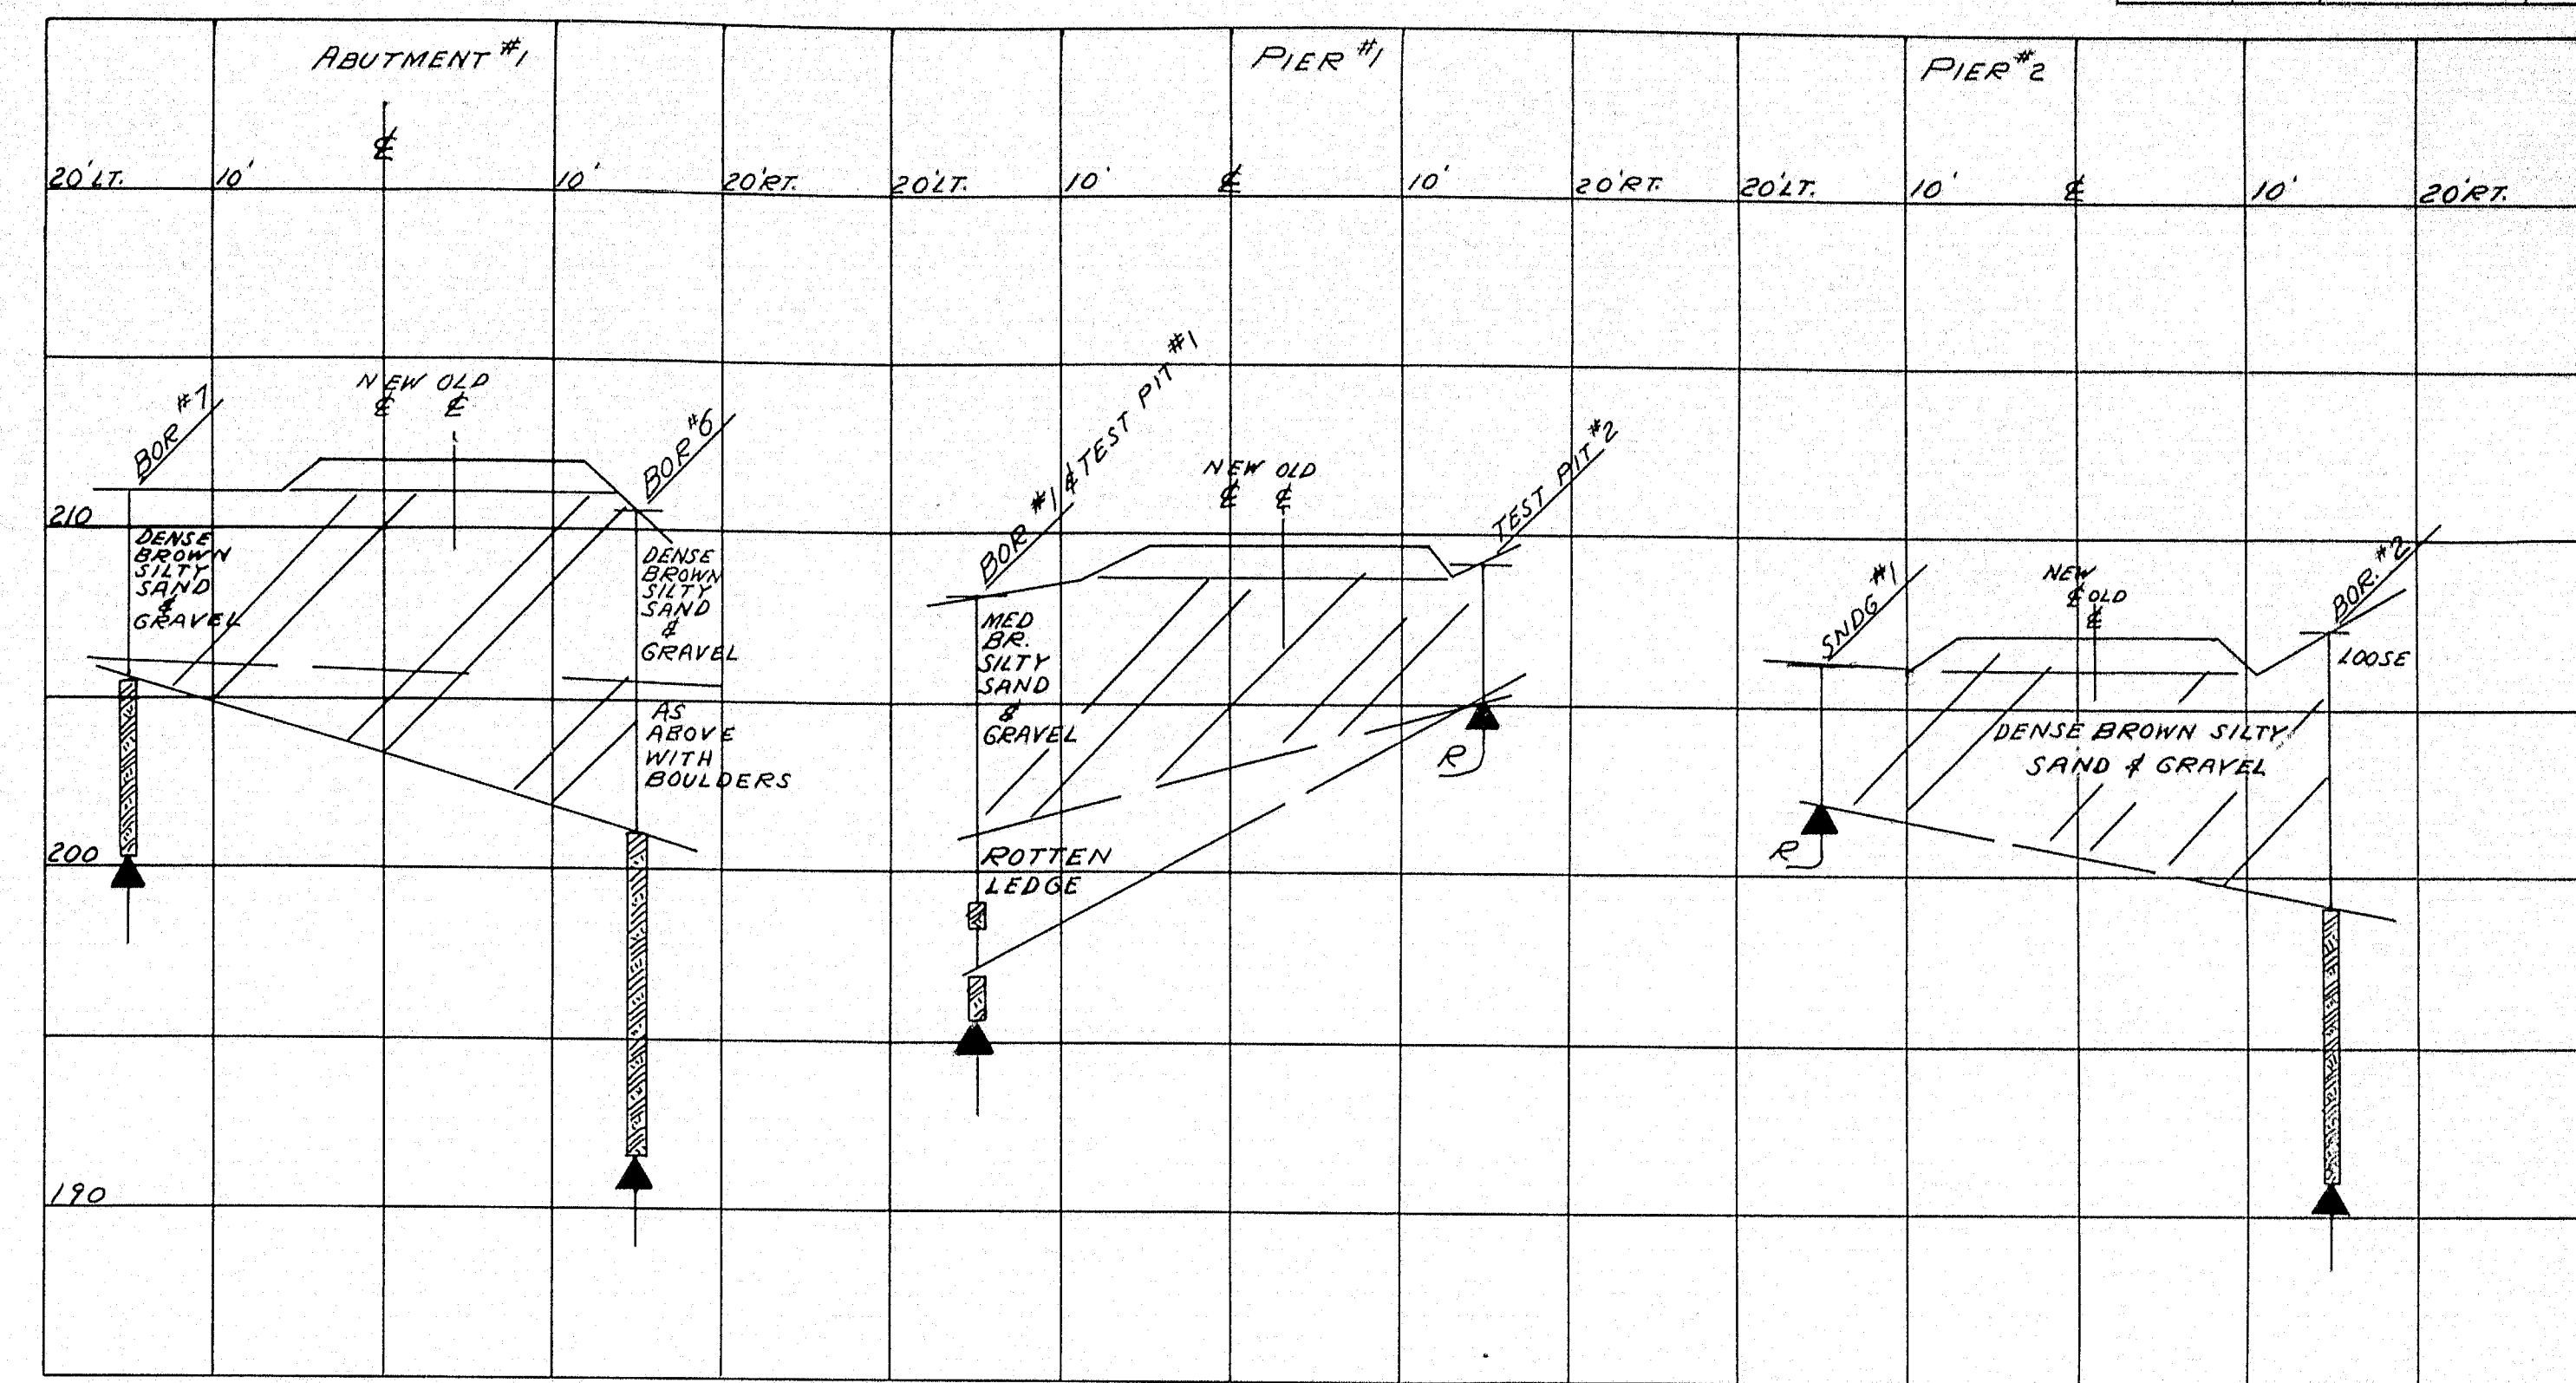 ABUTMENT #1
PIER #1
PIER #2
℄
20' LT.
10'
10'
20' RT.
20' LT.
10'
℄
10'
20' RT.
20' LT.
10'
℄
10'
20' RT.
BOR #7
NEW OLD
℄ ℄
BOR #6
BOR #1 & TEST PIT #1
NEW OLD
℄ ℄
TEST PIT #2
SNDG #1
NEW
℄ OLD
℄
BOR. #2
210
DENSE
BROWN
SILTY
SAND
&
GRAVEL
DENSE
BROWN
SILTY
SAND
&
GRAVEL
AS
ABOVE
WITH
BOULDERS
MED
BR.
SILTY
SAND
&
GRAVEL
R
LOOSE
DENSE BROWN SILTY
SAND & GRAVEL
R
200
ROTTEN
LEDGE
190